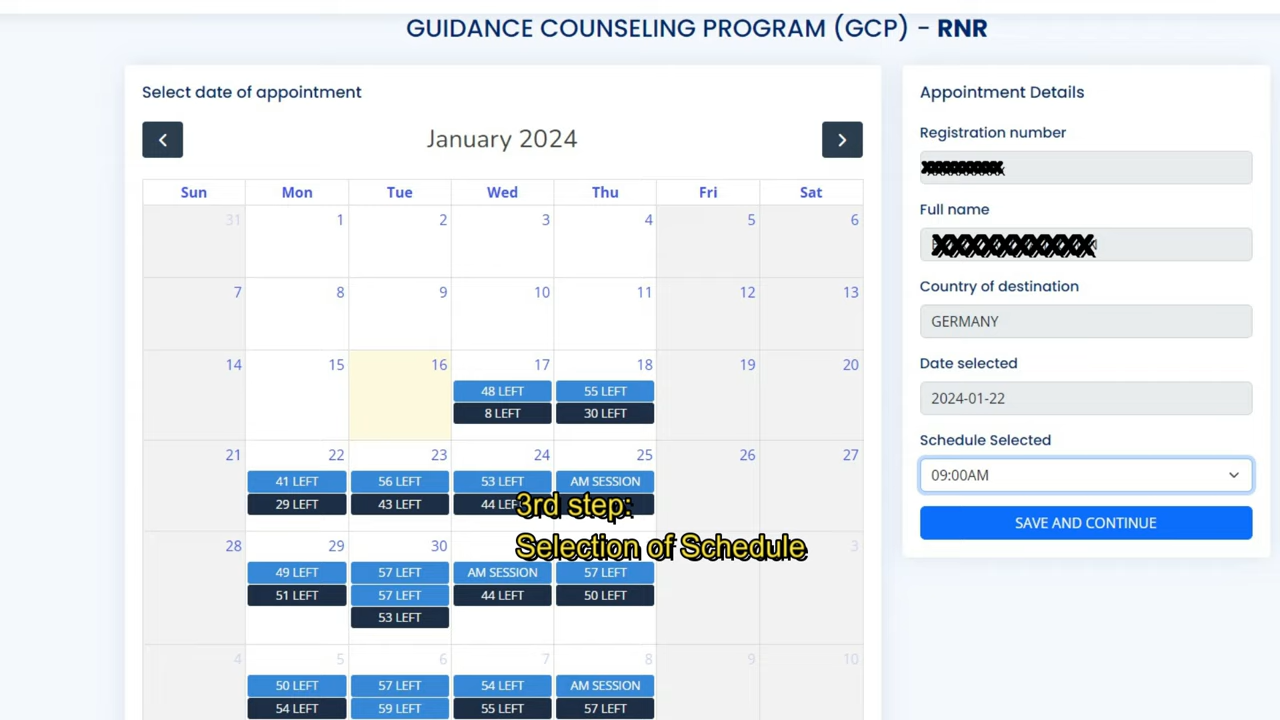 GUIDANCE COUNSELING PROGRAM (GCP) - RNR
Select date of appointment
January 2024
Sun Mon Tue Wed Thu Fri Sat
31 1 2 3 4 5 6
7 8 9 10 11 12 13
14 15 16 17 18 19 20
48 LEFT 55 LEFT
8 LEFT 30 LEFT
21 22 23 24 25 26 27
41 LEFT 56 LEFT 53 LEFT AM SESSION
29 LEFT 43 LEFT 44 LEFT
3rd step:
Selection of Schedule
28 29 30 3
49 LEFT 57 LEFT AM SESSION 57 LEFT
51 LEFT 57 LEFT 44 LEFT 50 LEFT
53 LEFT
4 5 6 7 8 9 10
50 LEFT 57 LEFT 54 LEFT AM SESSION
54 LEFT 59 LEFT 55 LEFT 57 LEFT
Appointment Details
Registration number
Full name
Country of destination
GERMANY
Date selected
2024-01-22
Schedule Selected
09:00AM
SAVE AND CONTINUE